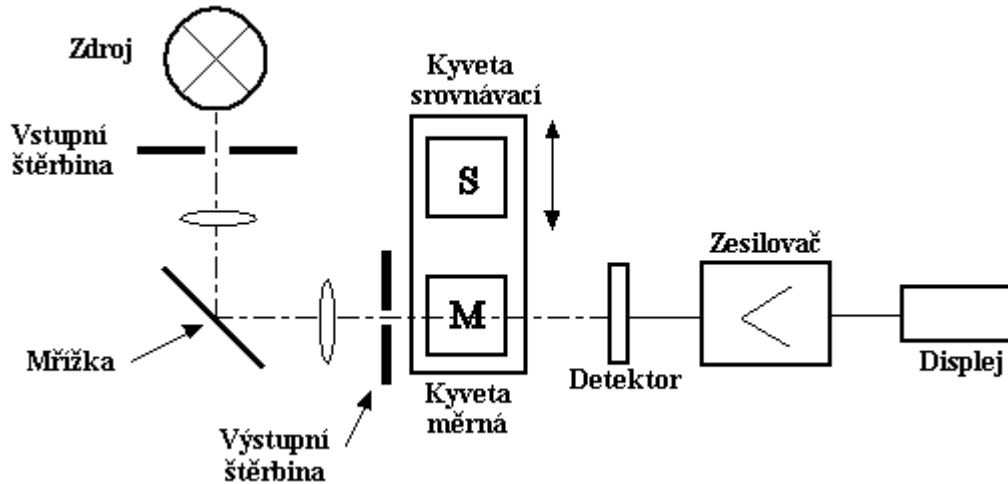 Zdroj
Kyveta
srovnávací
Vstupní
štěrbina
S
Zesilovač
M
Mřížka
Detektor
Displej
Kyveta
měrná
Výstupní
štěrbina